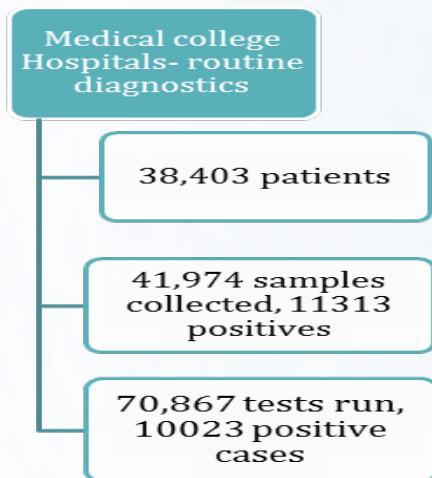 Medical college
Hospitals- routine
diagnostics
38,403 patients
41,974 samples
collected, 11313
positives
70,867 tests run,
10023 positive
cases